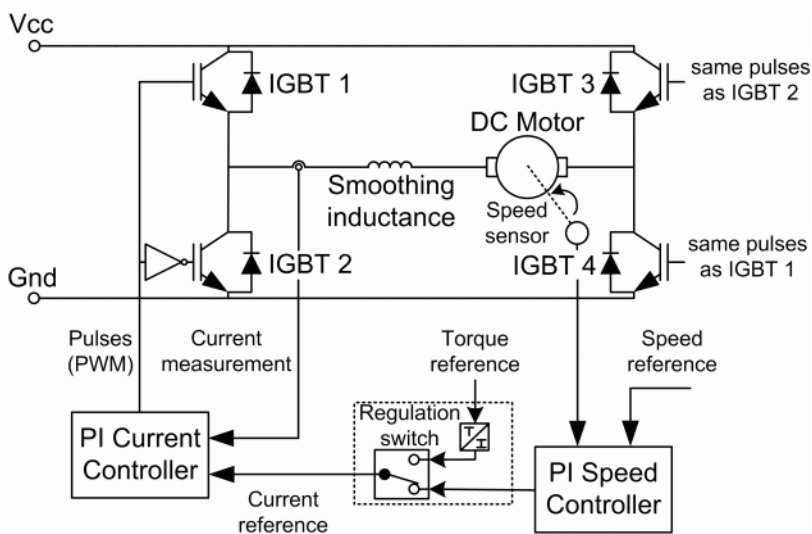 Vcc
IGBT 1
IGBT 3
same pulses
as IGBT 2
DC Motor
Smoothing
inductance
Speed
sensor
IGBT 2
IGBT 4
same pulses
as IGBT 1
Gnd
Pulses
(PWM)
Current
measurement
Torque
reference
Speed
reference
Regulation
switch
T
I
PI Current
Controller
PI Speed
Controller
Current
reference